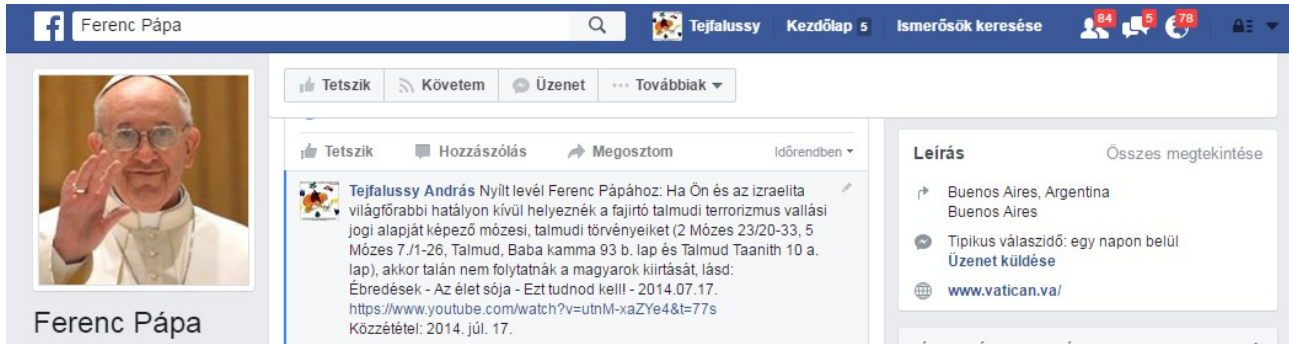 Ferenc Pápa
Tejfalussy
Kezdőlap 5
Ismerősök keresése
84
5
78
Tetszik
Követem
Üzenet
Továbbiak
Tetszik
Hozzászólás
Megosztom
Időrendben
Tejfalussy András Nyílt levél Ferenc Pápához: Ha Ön és az izraelita
világfőrabbi hatályon kívül helyeznék a fajirtó talmudi terrorizmus vallási
jogi alapját képező mózesi, talmudi törvényeiket (2 Mózes 23/20-33, 5
Mózes 7./1-26, Talmud, Baba kamma 93 b. lap és Talmud Taanith 10 a.
lap), akkor talán nem folytatnák a magyarok kiirtását, lásd:
Ébredések - Az élet sója - Ezt tudnod kell! - 2014.07.17.
https://www.youtube.com/watch?v=utnM-xaZYe4&t=77s
Közzététel: 2014. júl. 17.
Ferenc Pápa
Leírás
Összes megtekintése
Buenos Aires, Argentina
Buenos Aires
Tipikus válaszidő: egy napon belül
Üzenet küldése
www.vatican.va/